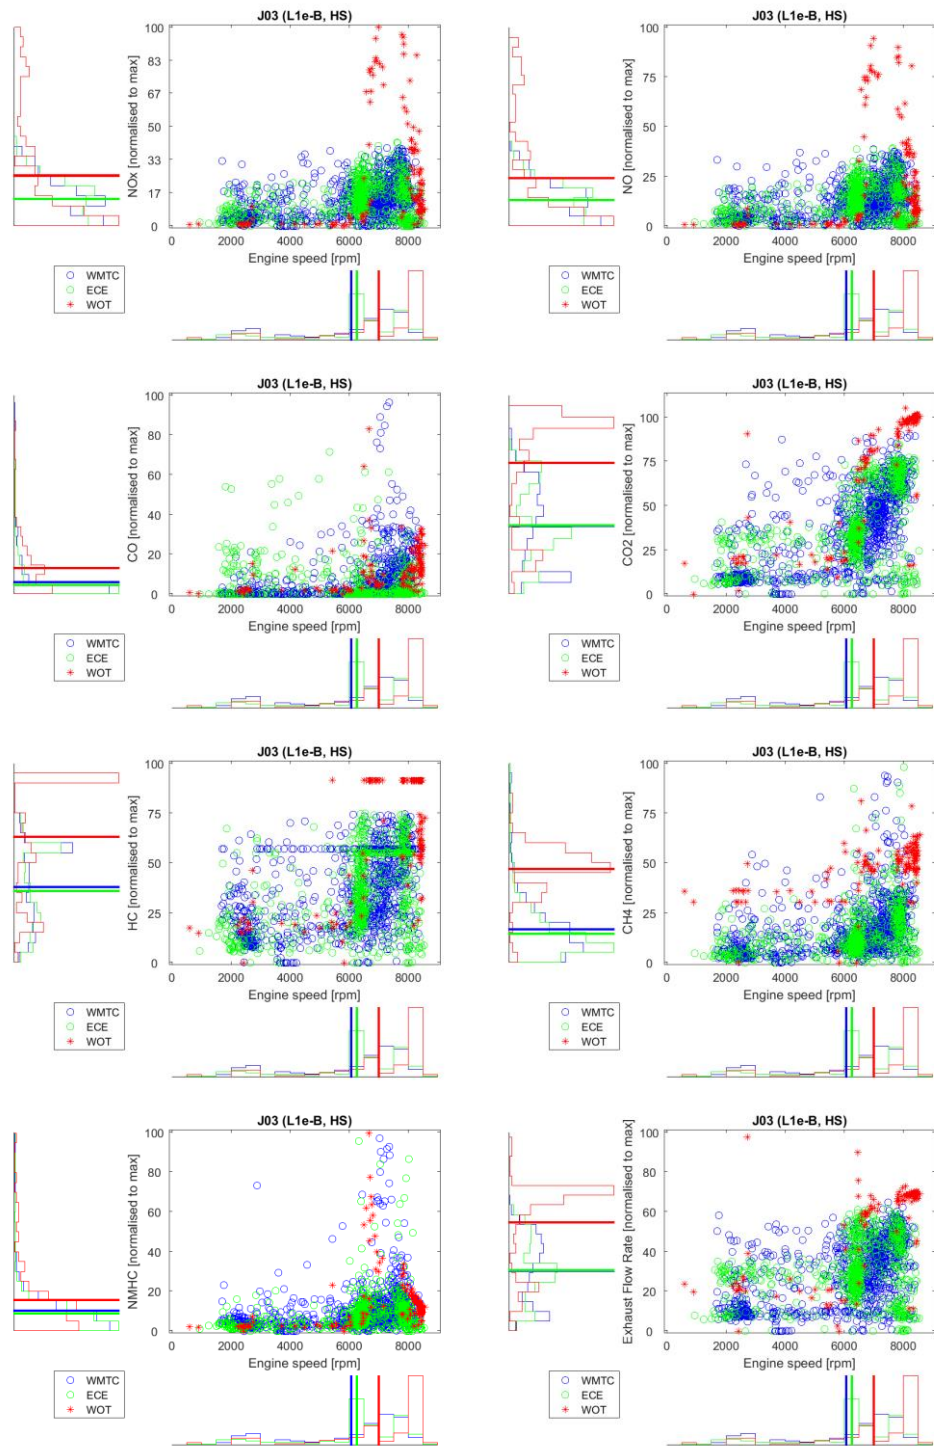 J03 (L1e-B, HS)
NOx [normalised to max]
100
83
67
50
33
17
0
0 2000 4000 6000 8000
Engine speed [rpm]
WMTC
ECE
WOT
J03 (L1e-B, HS)
NO [normalised to max]
100
75
50
25
0
0 2000 4000 6000 8000
Engine speed [rpm]
WMTC
ECE
WOT
J03 (L1e-B, HS)
CO [normalised to max]
100
80
60
40
20
0
0 2000 4000 6000 8000
Engine speed [rpm]
WMTC
ECE
WOT
J03 (L1e-B, HS)
CO2 [normalised to max]
100
75
50
25
0
0 2000 4000 6000 8000
Engine speed [rpm]
WMTC
ECE
WOT
J03 (L1e-B, HS)
HC [normalised to max]
100
75
50
25
0
0 2000 4000 6000 8000
Engine speed [rpm]
WMTC
ECE
WOT
J03 (L1e-B, HS)
CH4 [normalised to max]
100
75
50
25
0
0 2000 4000 6000 8000
Engine speed [rpm]
WMTC
ECE
WOT
J03 (L1e-B, HS)
NMHC [normalised to max]
100
80
60
40
20
0
0 2000 4000 6000 8000
Engine speed [rpm]
WMTC
ECE
WOT
J03 (L1e-B, HS)
Exhaust Flow Rate [normalised to max]
100
80
60
40
20
0
0 2000 4000 6000 8000
Engine speed [rpm]
WMTC
ECE
WOT